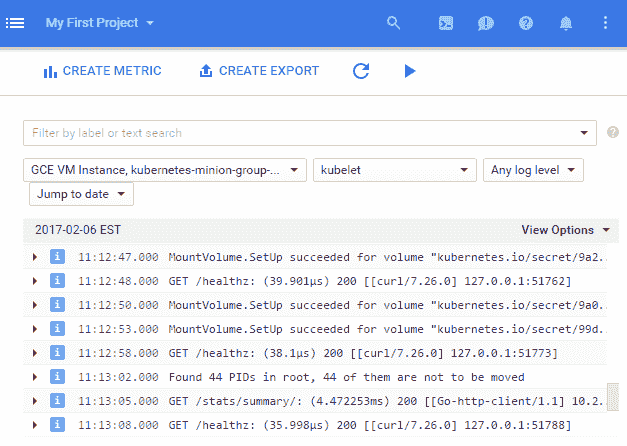 My First Project
CREATE METRIC CREATE EXPORT
Filter by label or text search
GCE VM Instance, kubernetes-minion-group-... kubelet Any log level
Jump to date
2017-02-06 EST View Options
i 11:12:47.000 MountVolume.SetUp succeeded for volume "kubernetes.io/secret/9a2..
i 11:12:48.000 GET /healthz: (39.901µs) 200 [[curl/7.26.0] 127.0.0.1:51762]
i 11:12:50.000 MountVolume.SetUp succeeded for volume "kubernetes.io/secret/9a0..
i 11:12:53.000 MountVolume.SetUp succeeded for volume "kubernetes.io/secret/99d..
i 11:12:58.000 GET /healthz: (38.1µs) 200 [[curl/7.26.0] 127.0.0.1:51773]
i 11:13:02.000 Found 44 PIDs in root, 44 of them are not to be moved
i 11:13:05.000 GET /stats/summary/: (4.472253ms) 200 [[Go-http-client/1.1] 10.2..
i 11:13:08.000 GET /healthz: (35.998µs) 200 [[curl/7.26.0] 127.0.0.1:51788]